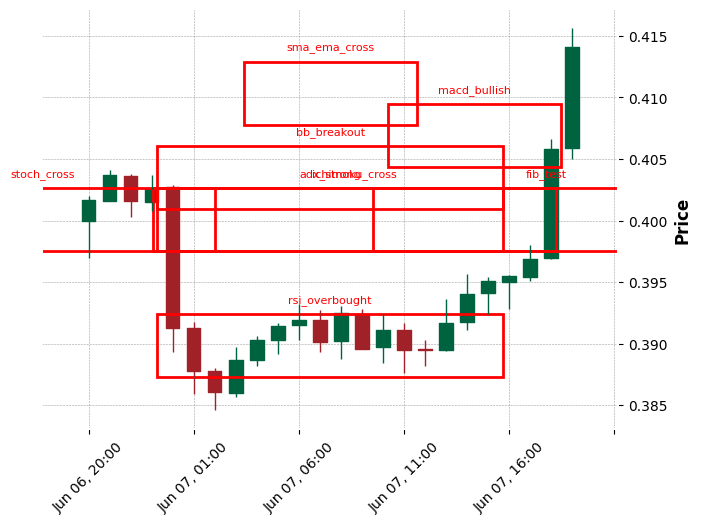 sma_ema_cross
macd_bullish
bb_breakout
stoch_cross
ichimoku_cross
fib_test
rsi_overbought
0.415
0.410
0.405
0.400
0.395
0.390
0.385
Price
Jun 06, 20:00
Jun 07, 01:00
Jun 07, 06:00
Jun 07, 11:00
Jun 07, 16:00